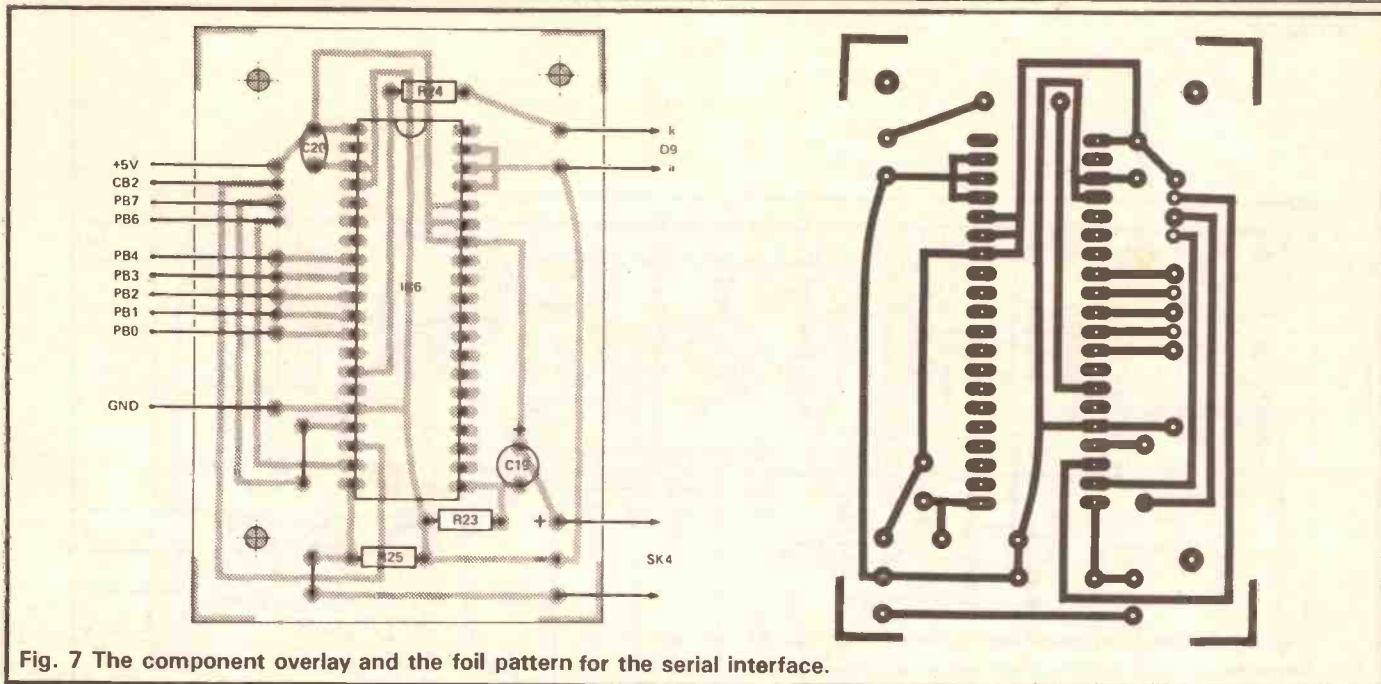 R24
C20
k
D9
a
+5V
CB2
PB7
PB6
PB4
PB3
PB2
PB1
PB0
IC6
GND
+
C19
R23
+
R25
SK4
Fig. 7 The component overlay and the foil pattern for the serial interface.